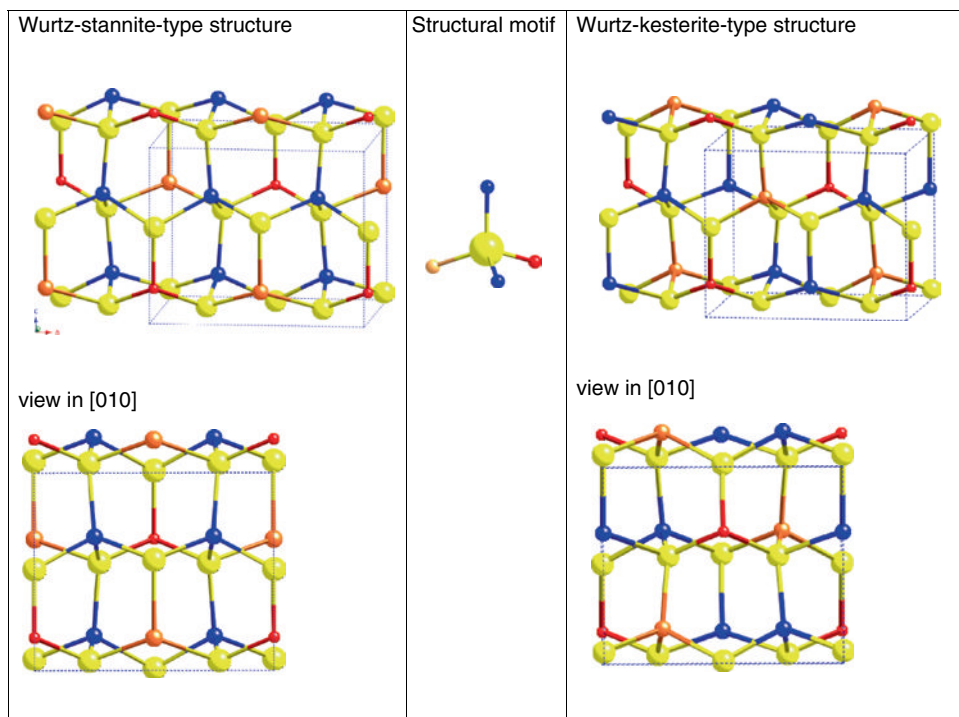 Wurtz-stannite-type structure
Structural motif
Wurtz-kesterite-type structure
c
a
view in [010]
view in [010]